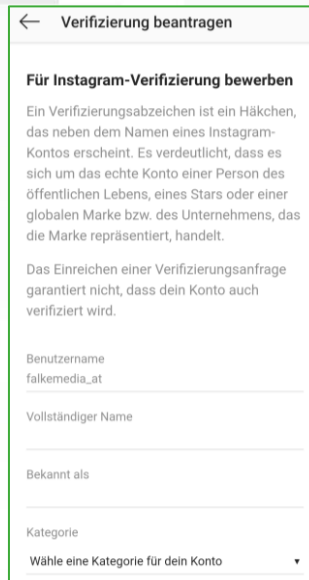 Verifizierung beantragen
Für Instagram-Verifizierung bewerben
Ein Verifizierungsabzeichen ist ein Häkchen,
das neben dem Namen eines Instagram-
Kontos erscheint. Es verdeutlicht, dass es
sich um das echte Konto einer Person des
öffentlichen Lebens, eines Stars oder einer
globalen Marke bzw. des Unternehmens, das
die Marke repräsentiert, handelt.
Das Einreichen einer Verifizierungsanfrage
garantiert nicht, dass dein Konto auch
verifiziert wird.
Benutzername
falkemedia_at
Vollständiger Name
Bekannt als
Kategorie
Wähle eine Kategorie für dein Konto